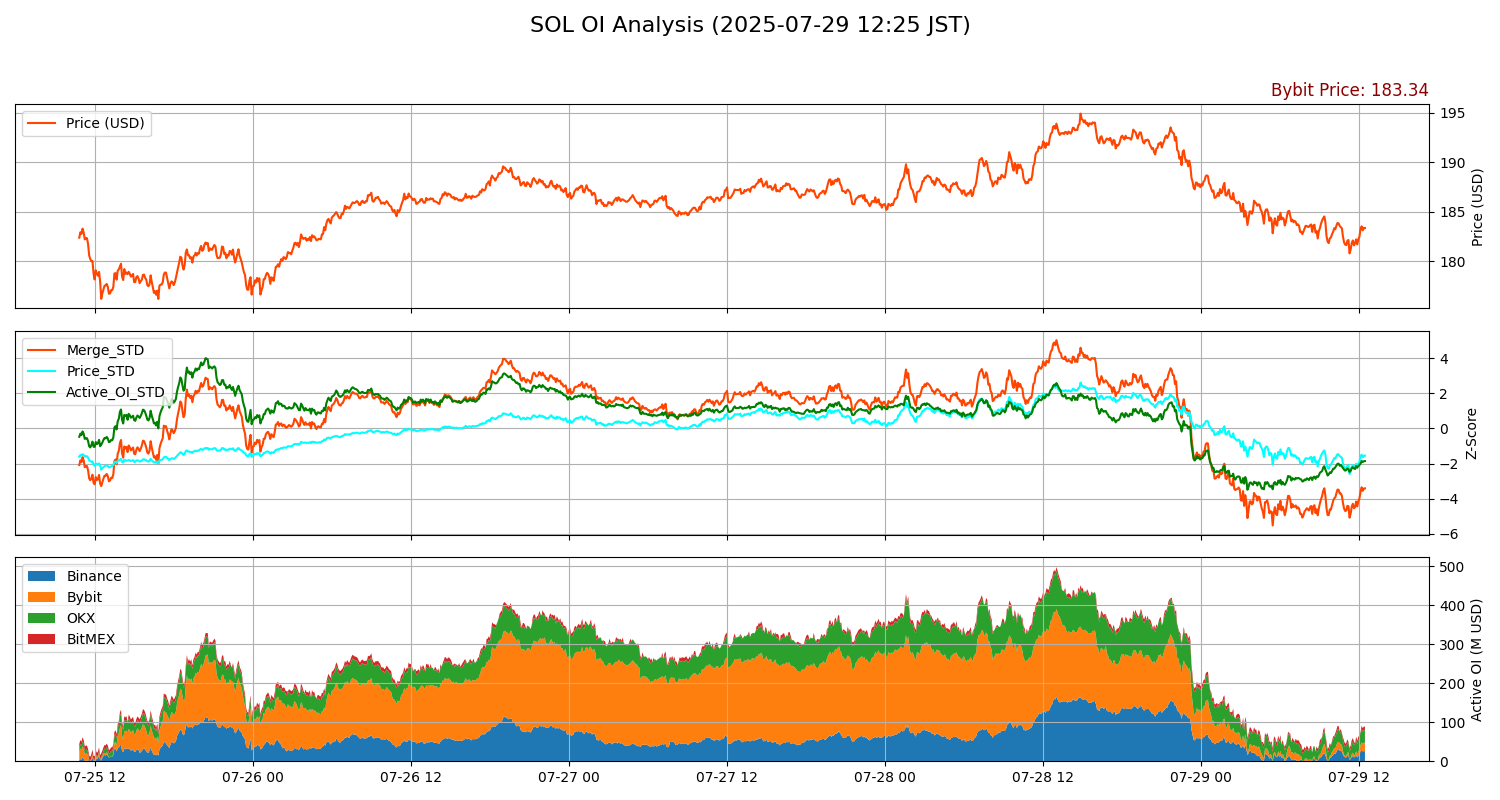 SOL OI Analysis (2025-07-29 12:25 JST)
Bybit Price: 183.34
Price (USD)
195
190
185
180
Price (USD)
Merge_STD
Price_STD
Active_OI_STD
4
2
0
−2
−4
−6
Z-Score
Binance
Bybit
OKX
BitMEX
500
400
300
200
100
0
Active OI (M USD)
07-25 12
07-26 00
07-26 12
07-27 00
07-27 12
07-28 00
07-28 12
07-29 00
07-29 12